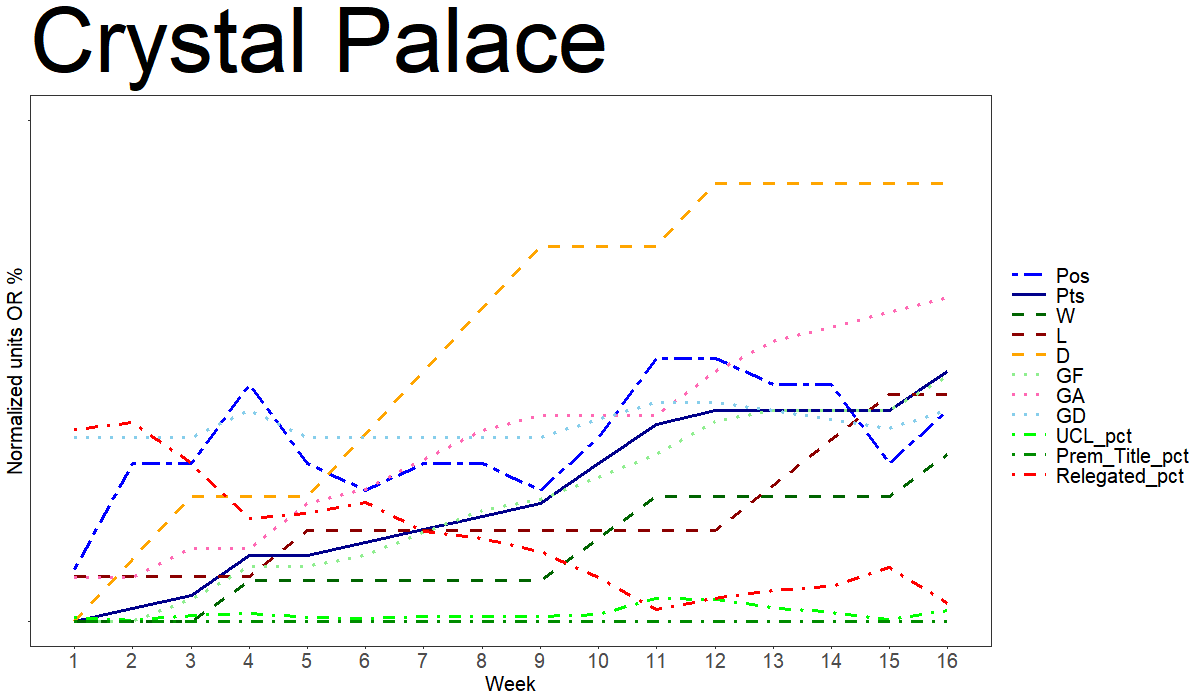 Crystal Palace
Normalized units OR %
1 2 3 4 5 6 7 8 9 10 11 12 13 14 15 16
Week
Pos
Pts
W
L
D
GF
GA
GD
UCL_pct
Prem_Title_pct
Relegated_pct